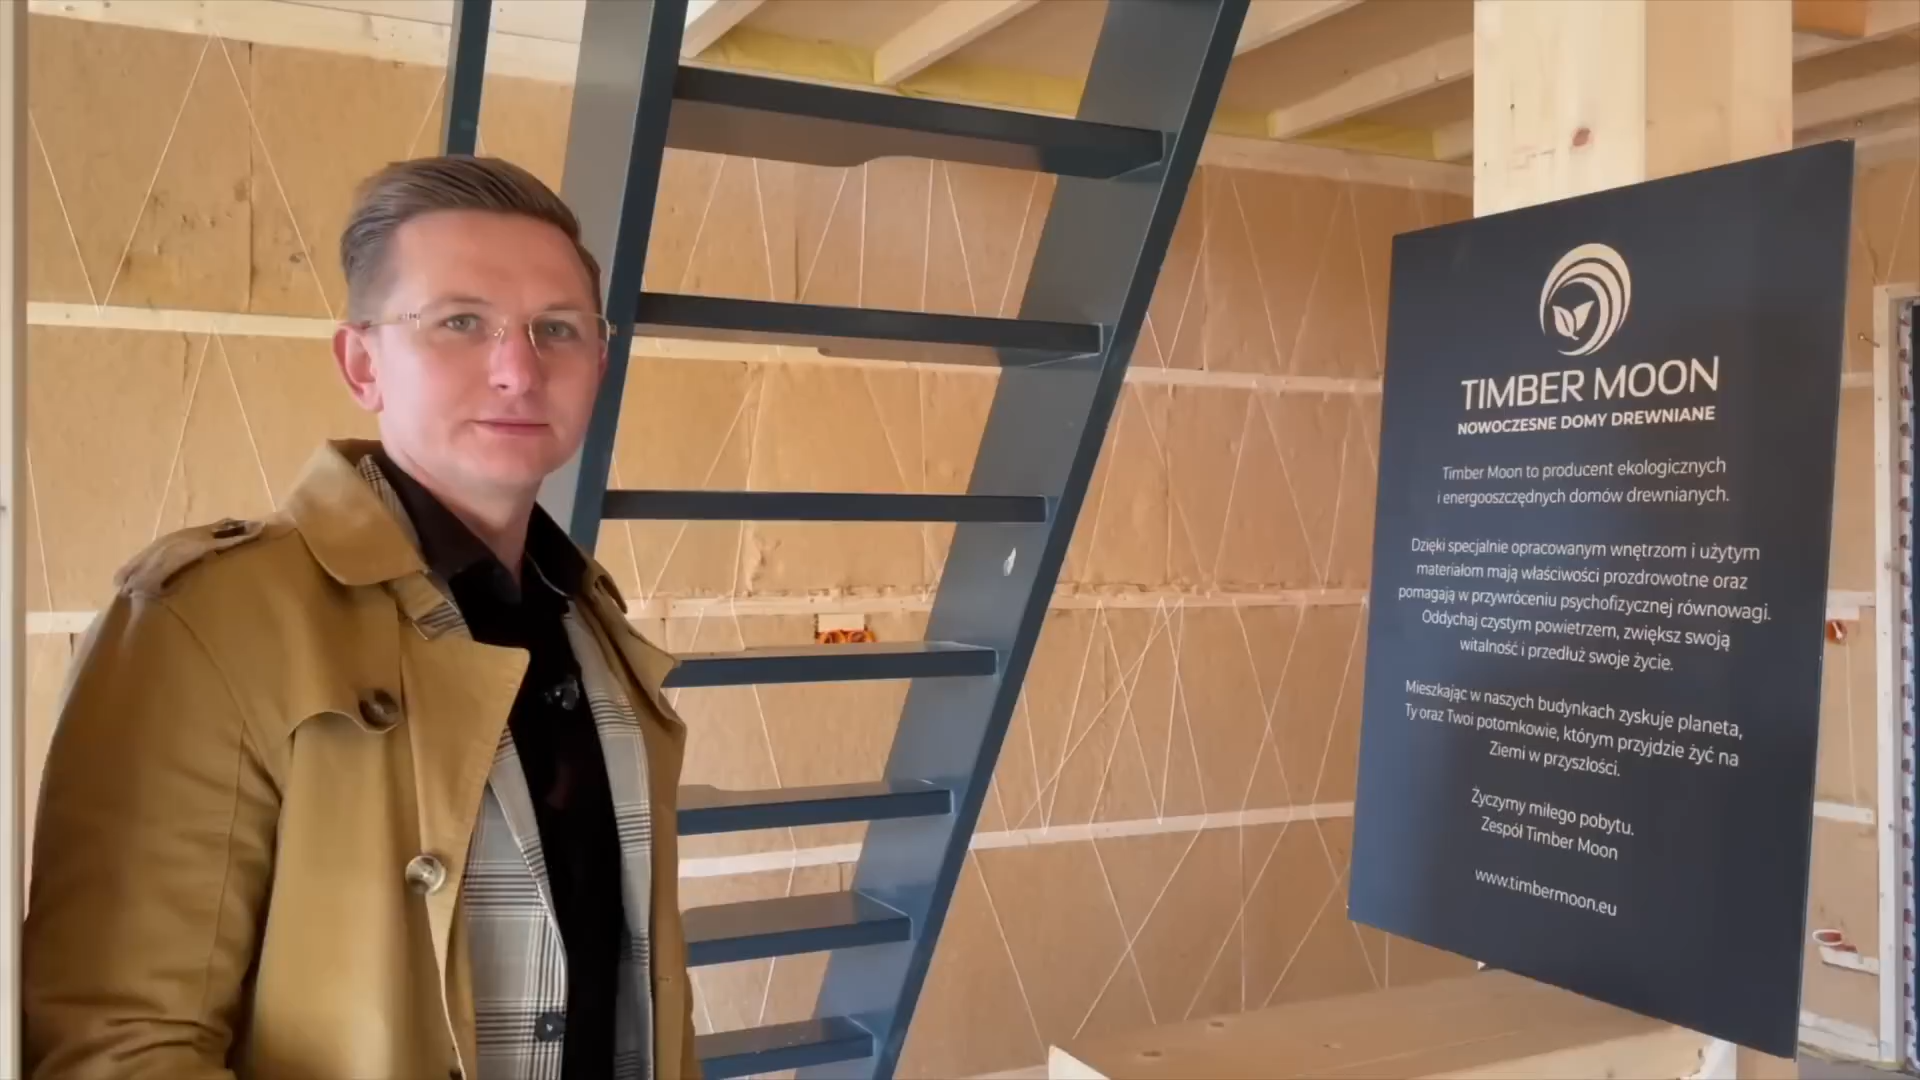 TIMBER MOON
NOWOCZESNE DOMY DREWNIANE
Timber Moon to producent ekologicznych
i energooszczędnych domów drewnianych.
Dzięki specjalnie opracowanym wnętrzom i użytym
materiałom mają właściwości prozdrowotne oraz
pomagają w przywróceniu psychofizycznej równowagi.
Oddychaj czystym powietrzem, zwiększ swoją
witalność i przedłuż swoje życie.
Mieszkając w naszych budynkach zyskuje planeta,
Ty oraz Twoi potomkowie, którym przyjdzie żyć na
Ziemi w przyszłości.
Życzymy miłego pobytu.
Zespół Timber Moon
www.timbermoon.eu